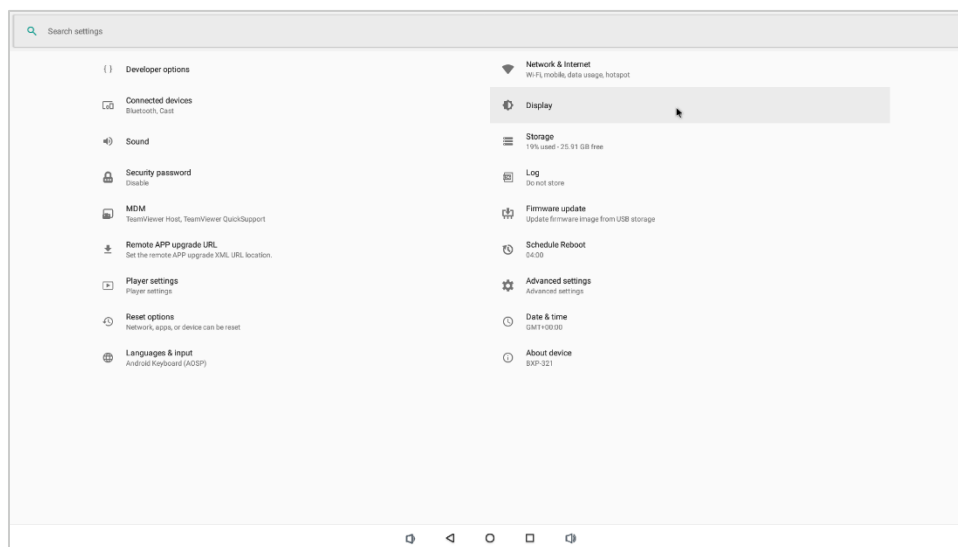 Search settings
Developer options
Connected devices
Bluetooth, Cast
Sound
Security password
Disable
MDM
TeamViewer Host, TeamViewer QuickSupport
Remote APP upgrade URL
Set the remote APP upgrade XML URL location.
Player settings
Player settings
Reset options
Network, apps, or device can be reset
Languages & input
Android Keyboard (AOSP)
Network & Internet
Wi-Fi, mobile, data usage, hotspot
Display
Storage
19% used - 25.91 GB free
Log
Do not store
Firmware update
Update firmware image from USB storage
Schedule Reboot
04:00
Advanced settings
Advanced settings
Date & time
GMT+00:00
About device
BXP-321